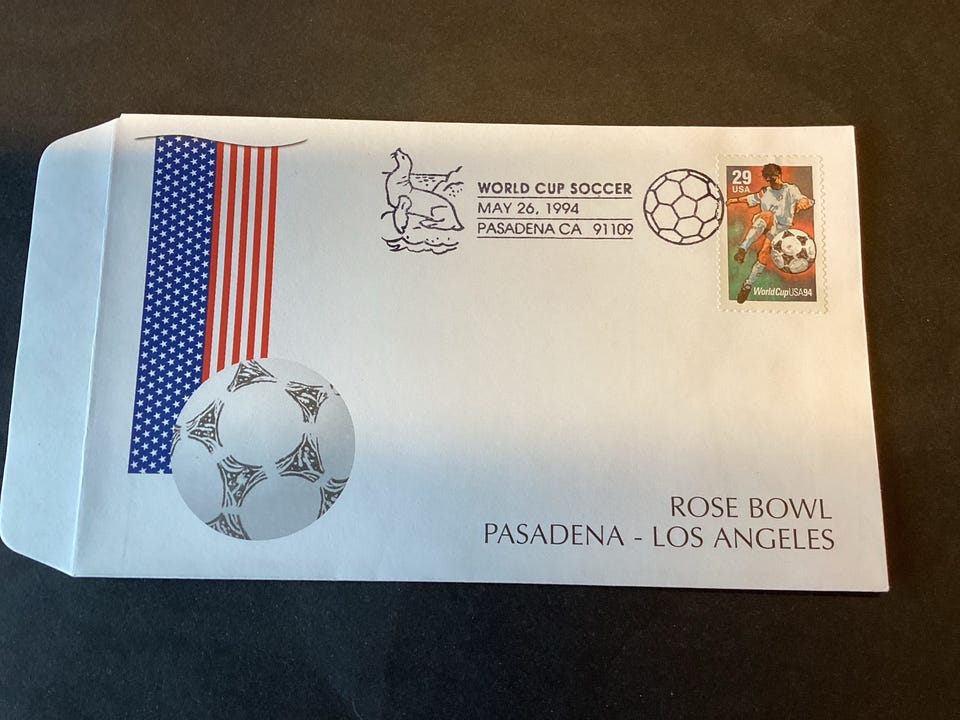 WORLD CUP SOCCER
MAY 26, 1994
PASADENA CA 91109
29
USA
WorldCupUSA94
ROSE BOWL
PASADENA - LOS ANGELES